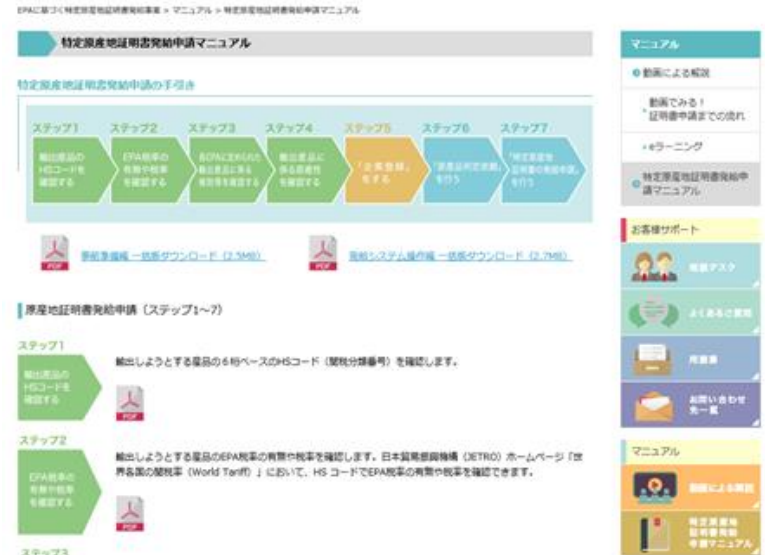 EPAに基づく特定原産地証明書発給事業 > マニュアル > 特定原産地証明書発給申請マニュアル
特定原産地証明書発給申請マニュアル
特定原産地証明書発給申請の手引き
ステップ1
輸出産品の
HSコードを
確認する
ステップ2
EPA税率の
有無や税率
を確認する
ステップ3
各EPAに定められた
輸出産品に係る
規則等を確認する
ステップ4
輸出産品に
係る原産性
を確認する
ステップ5
「企業登録」
をする
ステップ6
「原産品判定依頼」
を行う
ステップ7
「特定原産地
証明書の発給申請」
を行う
PDF
事前準備編 一括版ダウンロード（2.5MB）
PDF
発給システム操作編 一括版ダウンロード（2.7MB）
原産地証明書発給申請（ステップ1～7）
ステップ1
輸出産品の
HSコードを
確認する
輸出しようとする産品の６桁ベースのHSコード（関税分類番号）を確認します。
PDF
ステップ2
EPA税率の
有無や税率
を確認する
輸出しようとする産品のEPA税率の有無や税率を確認します。日本貿易振興機構（JETRO）ホームページ「世
界各国の関税率（World Tariff）」において、HS コードでEPA税率の有無や税率を確認できます。
PDF
ステップ3
マニュアル
動画による解説
動画でみる！
証明書申請までの流れ
eラーニング
特定原産地証明書発給申
請マニュアル
お客様サポート
相談デスク
よくあるご質問
用語集
お問い合わせ
先一覧
マニュアル
動画による解説
特定原産地
証明書発給
申請マニュアル